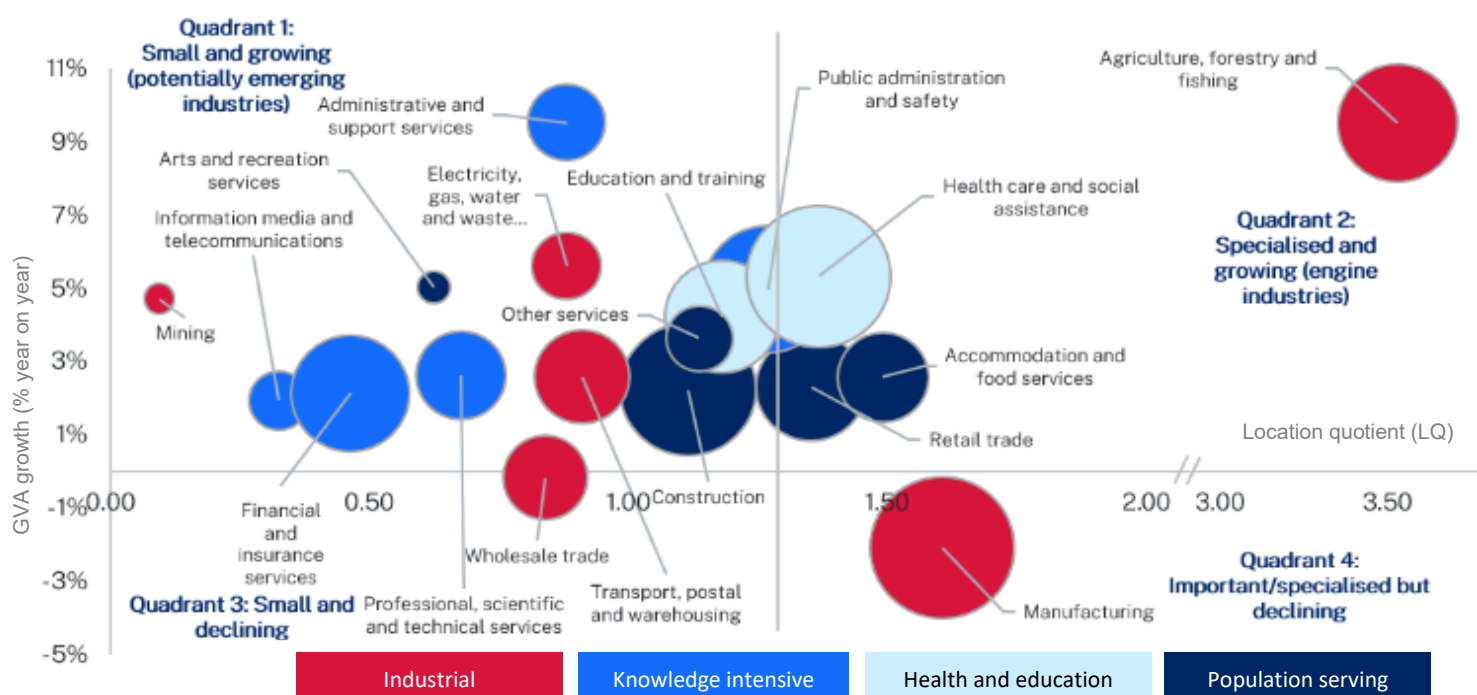 Quadrant 1:
Small and growing
(potentially emerging
industries)
11%
9%
7%
5%
3%
1%
-1%
-3%
-5%
GVA growth (% year on year)
Administrative and
support services
Arts and recreation
services
Information media and
telecommunications
Mining
Electricity,
gas, water
and waste...
Education and training
Public administration
and safety
Agriculture, forestry and
fishing
Health care and social
assistance
Quadrant 2:
Specialised and
growing (engine
industries)
Other services
Accommodation and
food services
Retail trade
Location quotient (LQ)
0.00
0.50
1.00
1.50
2.00
3.00
3.50
Construction
Financial
and
insurance
services
Wholesale trade
Professional, scientific
and technical services
Transport, postal
and warehousing
Manufacturing
Quadrant 3: Small and
declining
Quadrant 4:
Important/specialised but
declining
Industrial
Knowledge intensive
Health and education
Population serving